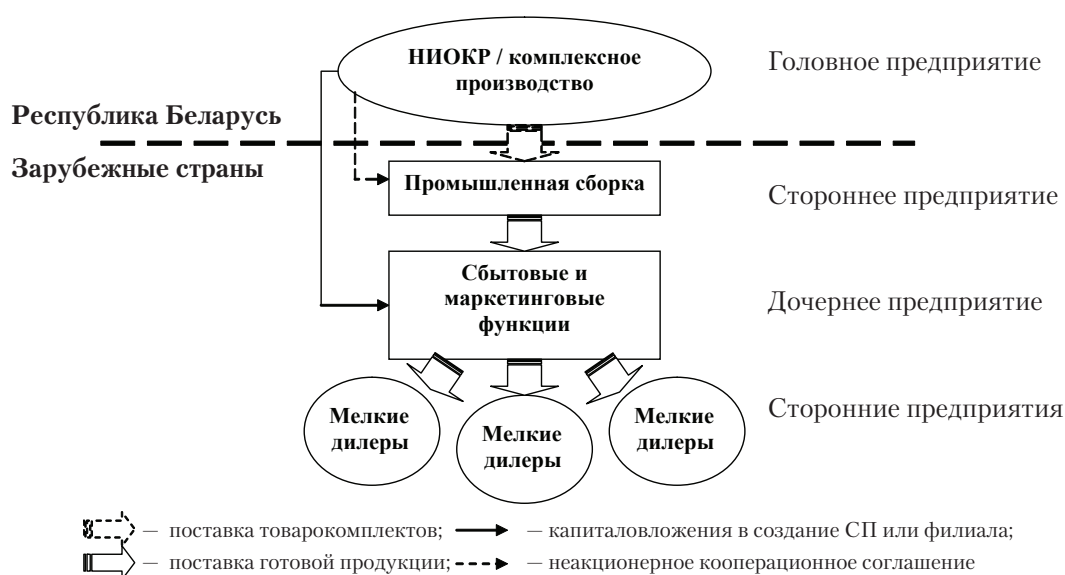 НИОКР / комплексное
производство
Головное предприятие
Республика Беларусь
Зарубежные страны
Промышленная сборка
Стороннее предприятие
Сбытовые и
маркетинговые
функции
Дочернее предприятие
Мелкие
дилеры
Мелкие
дилеры
Мелкие
дилеры
Сторонние предприятия
– поставка товарокомплектов;
– капиталовложения в создание СП или филиала;
– поставка готовой продукции;
– неакционерное кооперационное соглашение